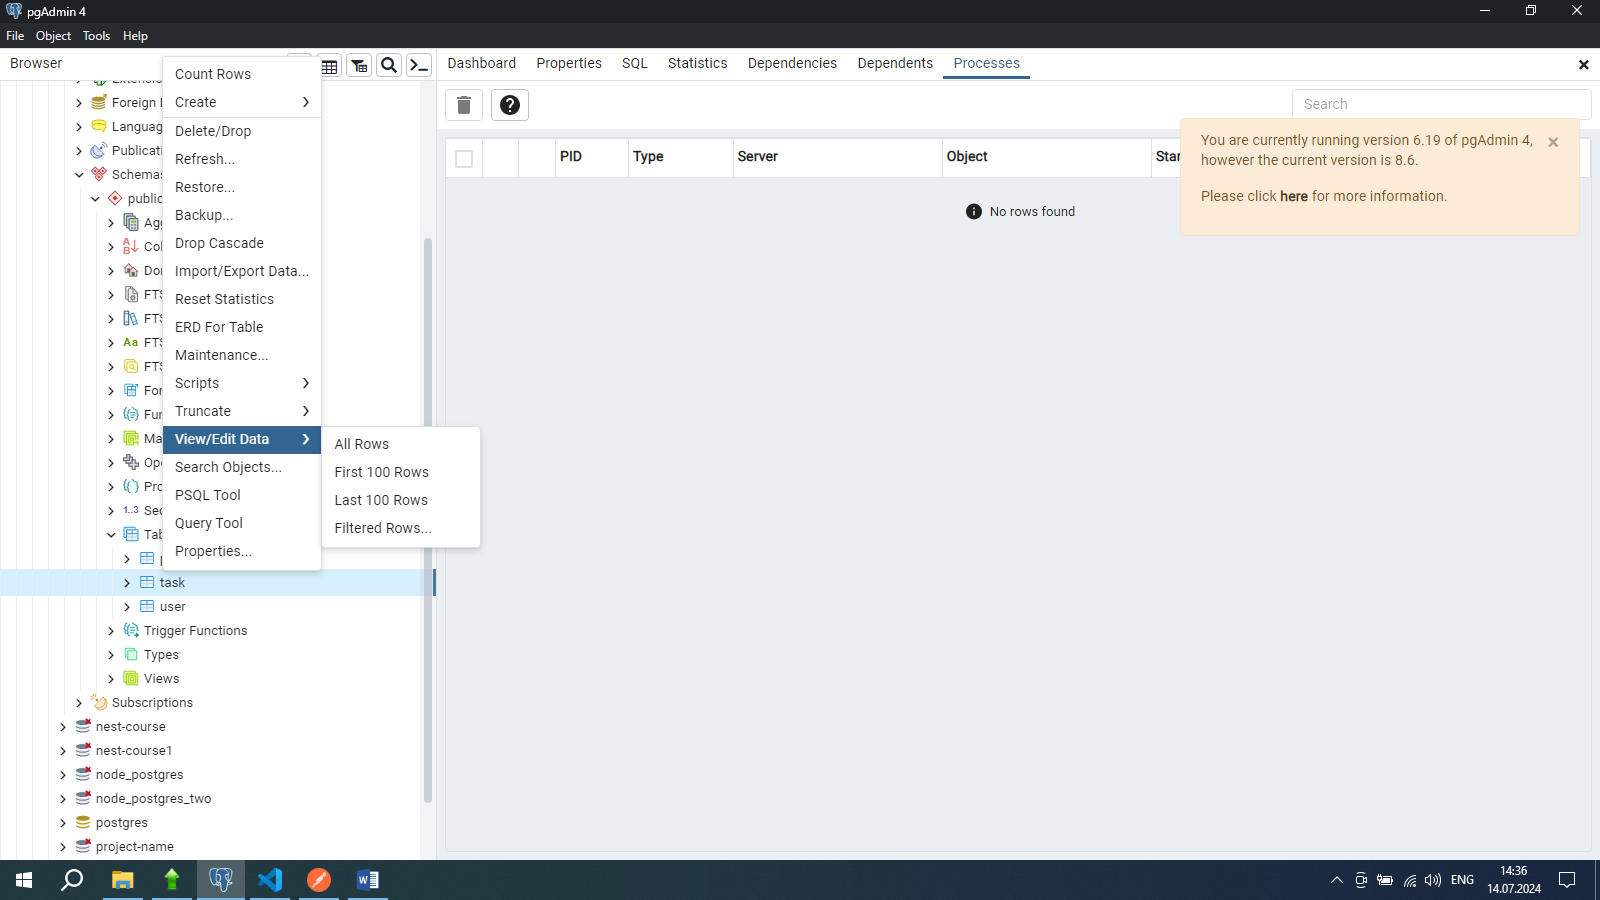 pgAdmin 4
File Object Tools Help
Browser
Dashboard Properties SQL Statistics Dependencies Dependents Processes
Search
PID Type Server Object
No rows found
You are currently running version 6.19 of pgAdmin 4,
however the current version is 8.6.
Please click here for more information.
Foreign
Schemas
public
Tab
task
user
Trigger Functions
Types
Views
Subscriptions
nest-course
nest-course1
node_postgres
node_postgres_two
postgres
project-name
Count Rows
Create
Delete/Drop
Refresh...
Restore...
Backup...
Drop Cascade
Import/Export Data...
Reset Statistics
ERD For Table
Maintenance...
Scripts
Truncate
View/Edit Data
Search Objects...
PSQL Tool
Query Tool
Properties...
All Rows
First 100 Rows
Last 100 Rows
Filtered Rows...
ENG
14:36
14.07.2024